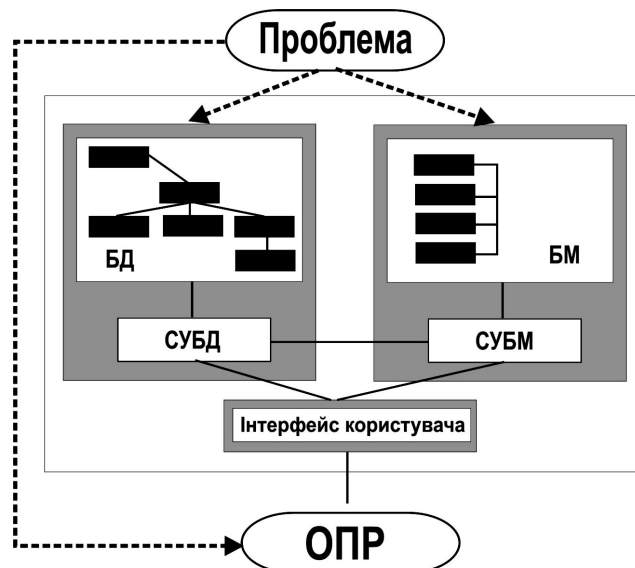 Проблема
БД
БМ
СУБД
СУБМ
Інтерфейс користувача
ОПР